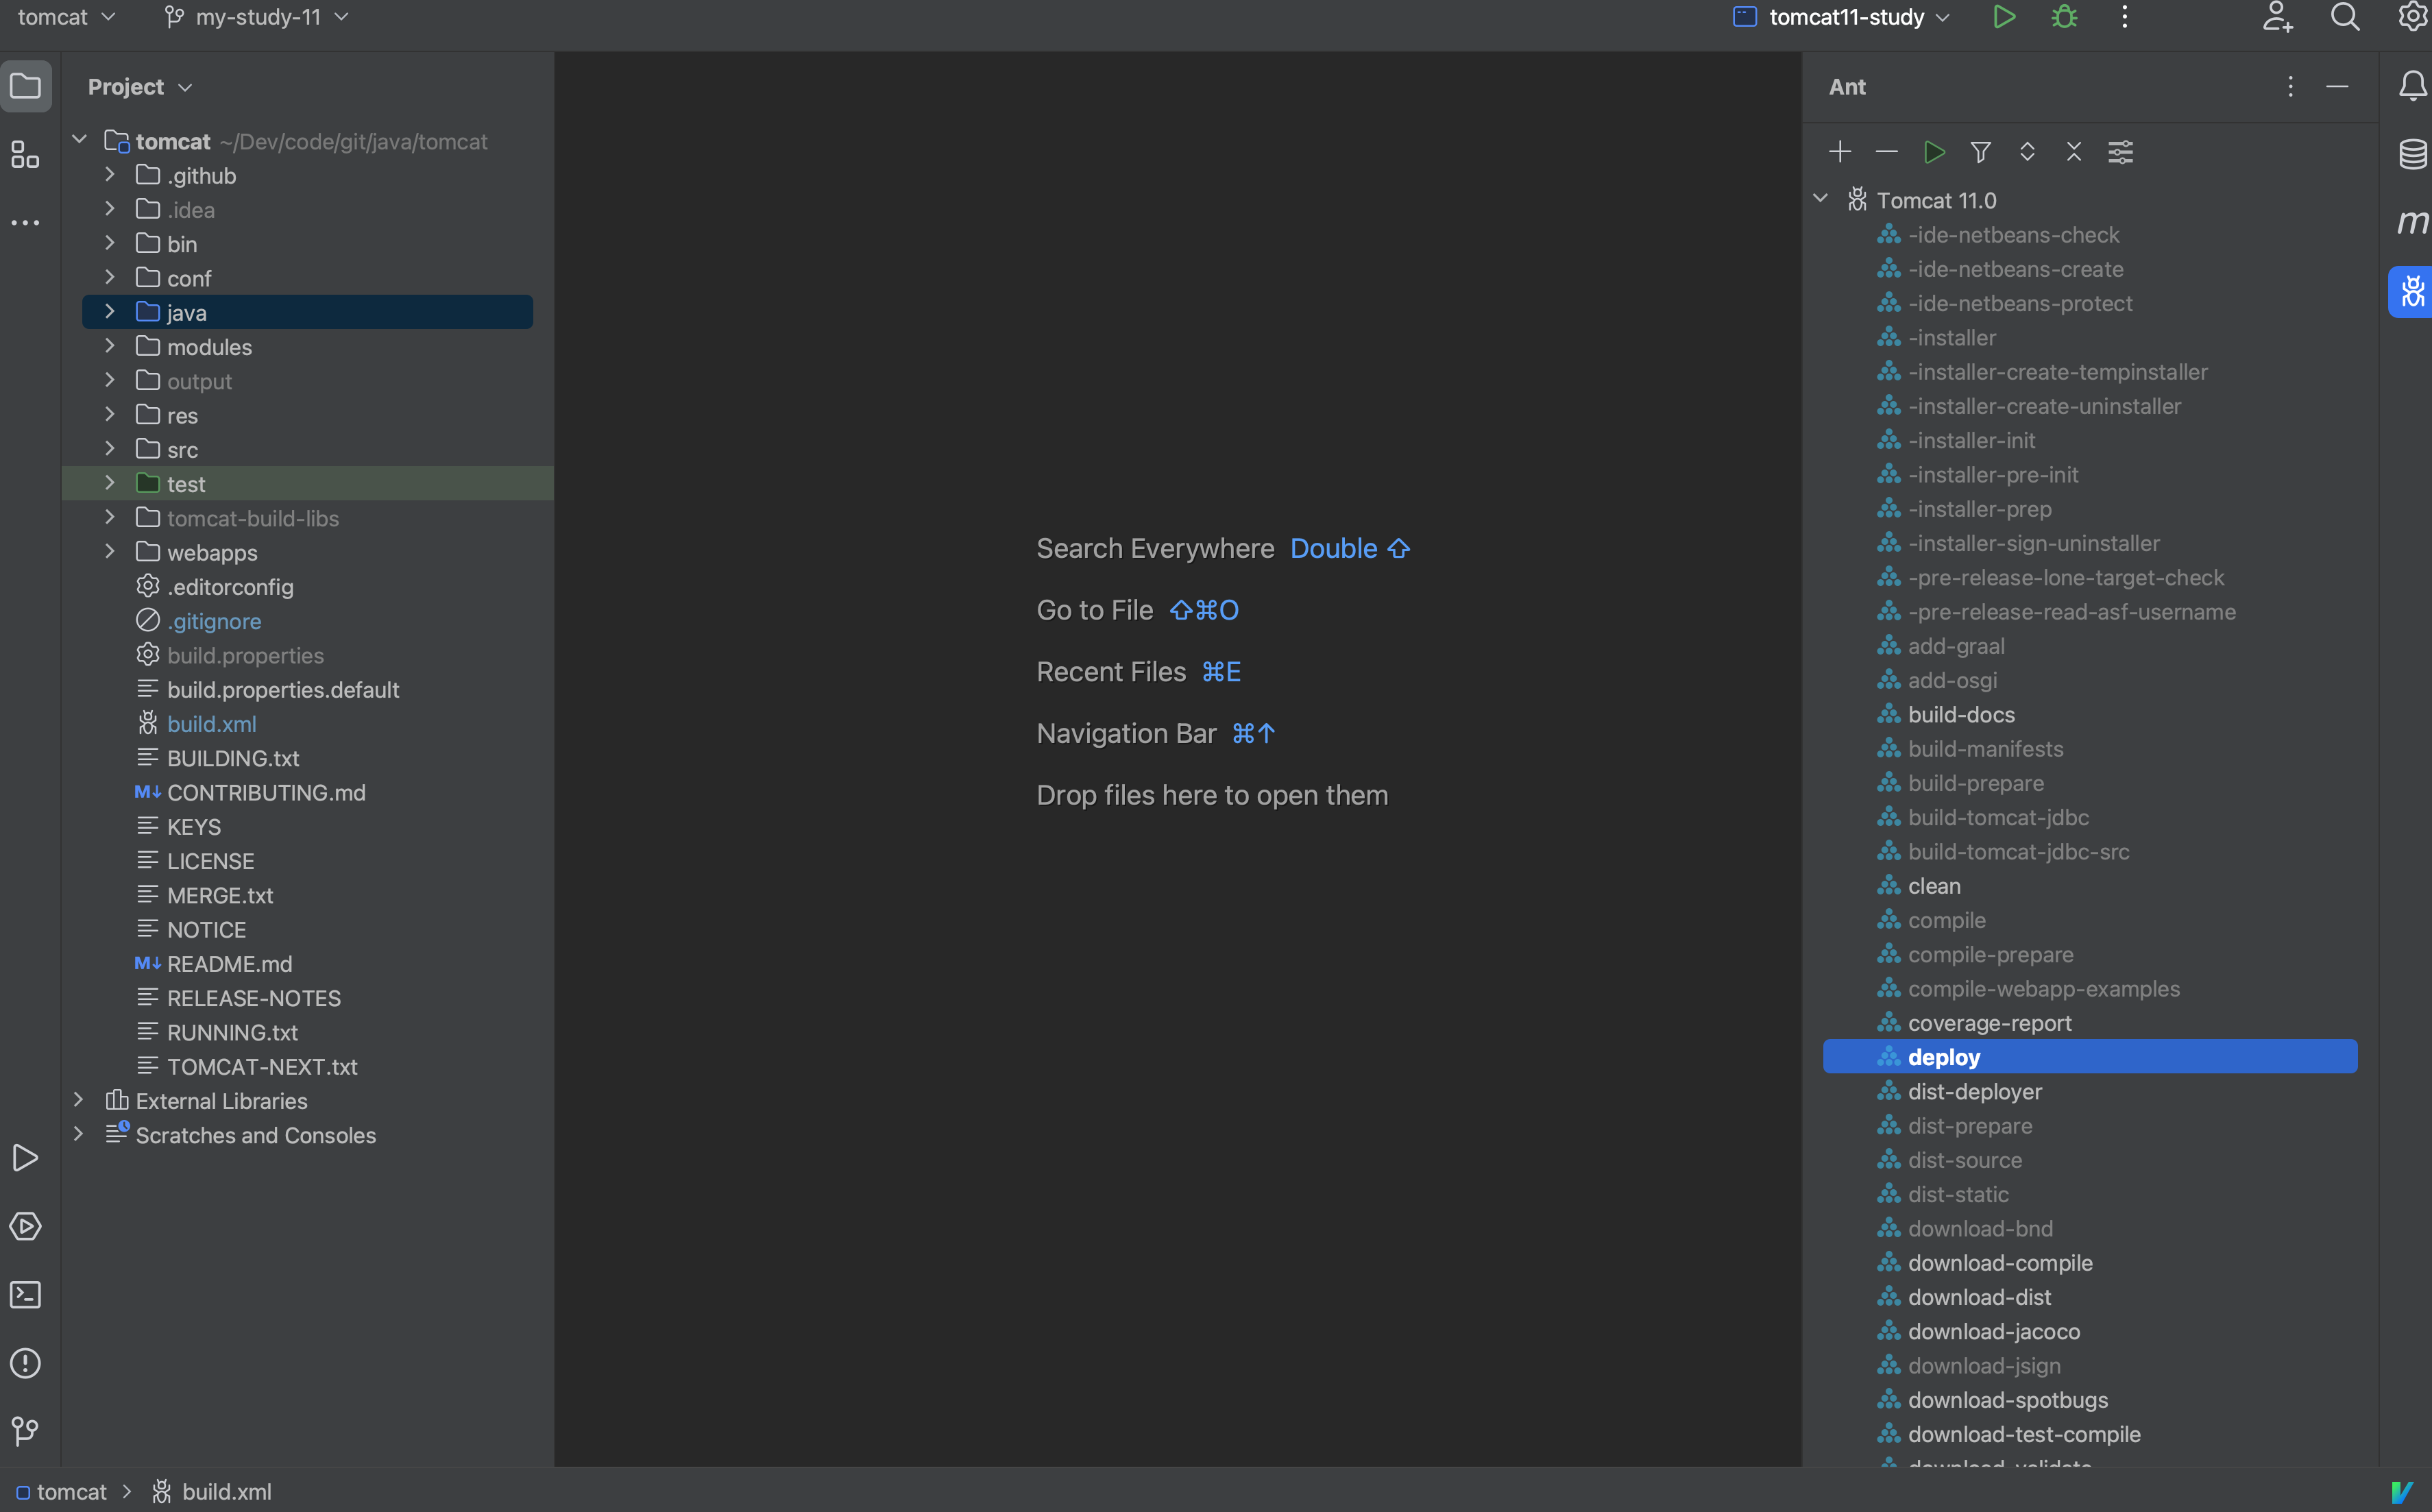 tomcat
my-study-11
tomcat11-study
Project
tomcat ~/Dev/code/git/java/tomcat
.github
.idea
bin
conf
java
modules
output
res
src
test
tomcat-build-libs
webapps
.editorconfig
.gitignore
build.properties
build.properties.default
build.xml
BUILDING.txt
M↓ CONTRIBUTING.md
KEYS
LICENSE
MERGE.txt
NOTICE
M↓ README.md
RELEASE-NOTES
RUNNING.txt
TOMCAT-NEXT.txt
External Libraries
Scratches and Consoles
Search Everywhere Double ⇧
Go to File ⇧⌘O
Recent Files ⌘E
Navigation Bar ⌘↑
Drop files here to open them
Ant
Tomcat 11.0
-ide-netbeans-check
-ide-netbeans-create
-ide-netbeans-protect
-installer
-installer-create-tempinstaller
-installer-create-uninstaller
-installer-init
-installer-pre-init
-installer-prep
-installer-sign-uninstaller
-pre-release-lone-target-check
-pre-release-read-asf-username
add-graal
add-osgi
build-docs
build-manifests
build-prepare
build-tomcat-jdbc
build-tomcat-jdbc-src
clean
compile
compile-prepare
compile-webapp-examples
coverage-report
deploy
dist-deployer
dist-prepare
dist-source
dist-static
download-bnd
download-compile
download-dist
download-jacoco
download-jsign
download-spotbugs
download-test-compile
m
tomcat > build.xml